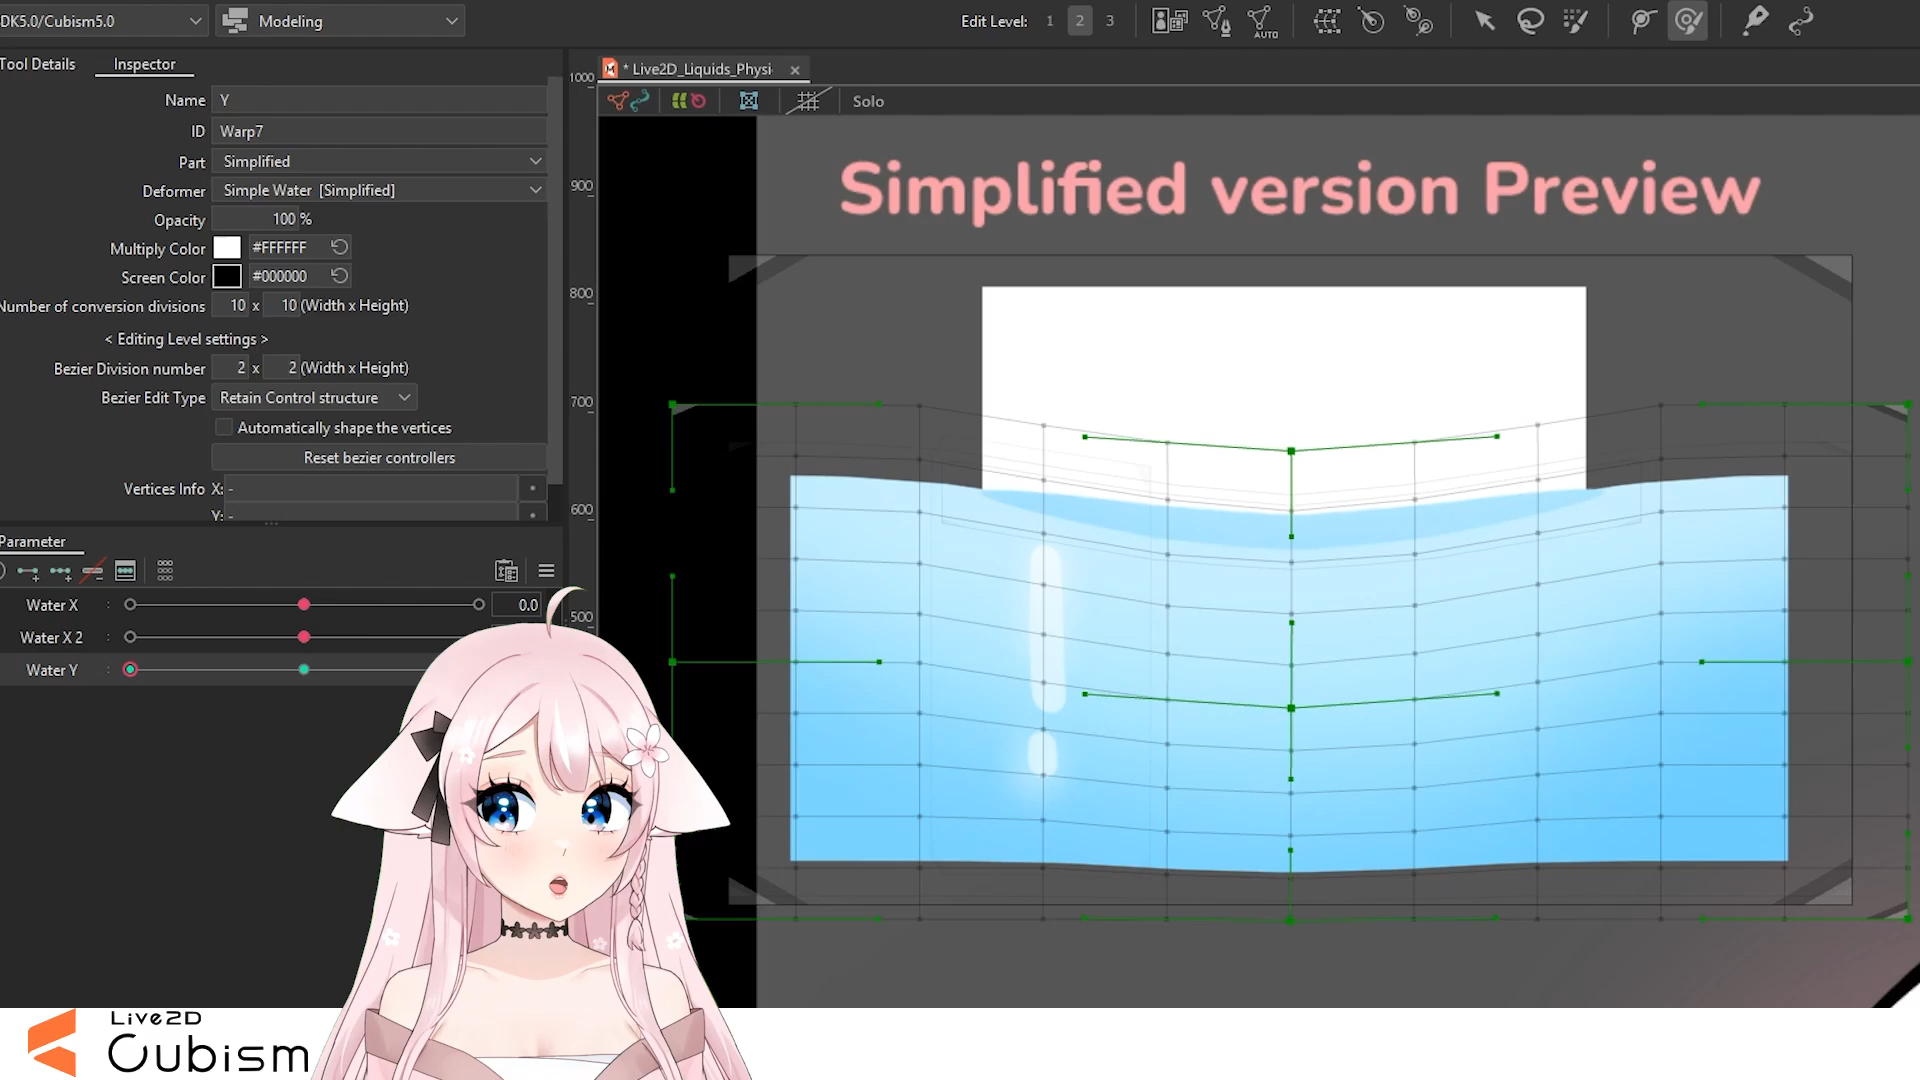 DK5.0/Cubism5.0
Modeling
Edit Level: 1 2 3
AUTO
Tool Details
Inspector
* Live2D_Liquids_Physi
Solo
Name Y
ID Warp7
Part Simplified
Deformer Simple Water [Simplified]
Opacity 100 %
Multiply Color #FFFFFF
Screen Color #000000
Number of conversion divisions 10 x 10 (Width x Height)
< Editing Level settings >
Bezier Division number 2 x 2 (Width x Height)
Bezier Edit Type Retain Control structure
Automatically shape the vertices
Reset bezier controllers
Vertices Info X: -
Y: -
Parameter
Water X : 0.0
Water X 2 :
Water Y :
1000
900
800
700
600
500
Simplified version Preview
Live2D
Cubism